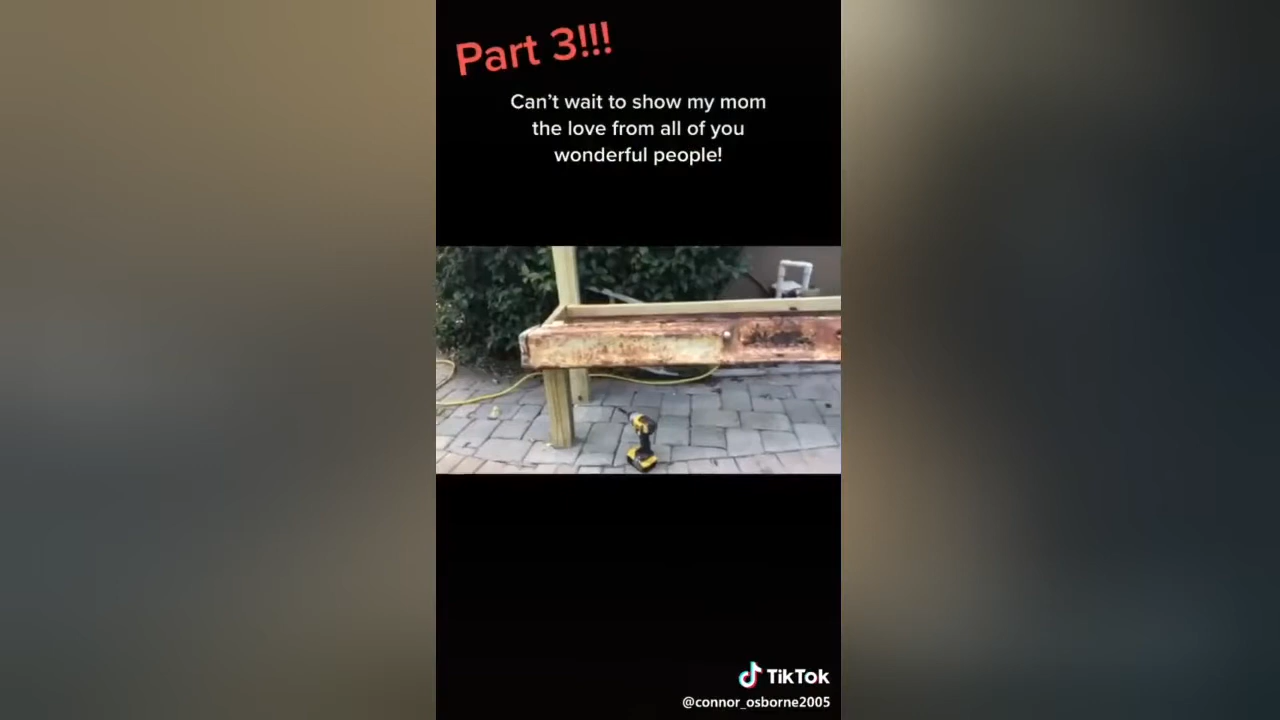 Part 3!!!
Can’t wait to show my mom
the love from all of you
wonderful people!
TikTok
@connor_osborne2005